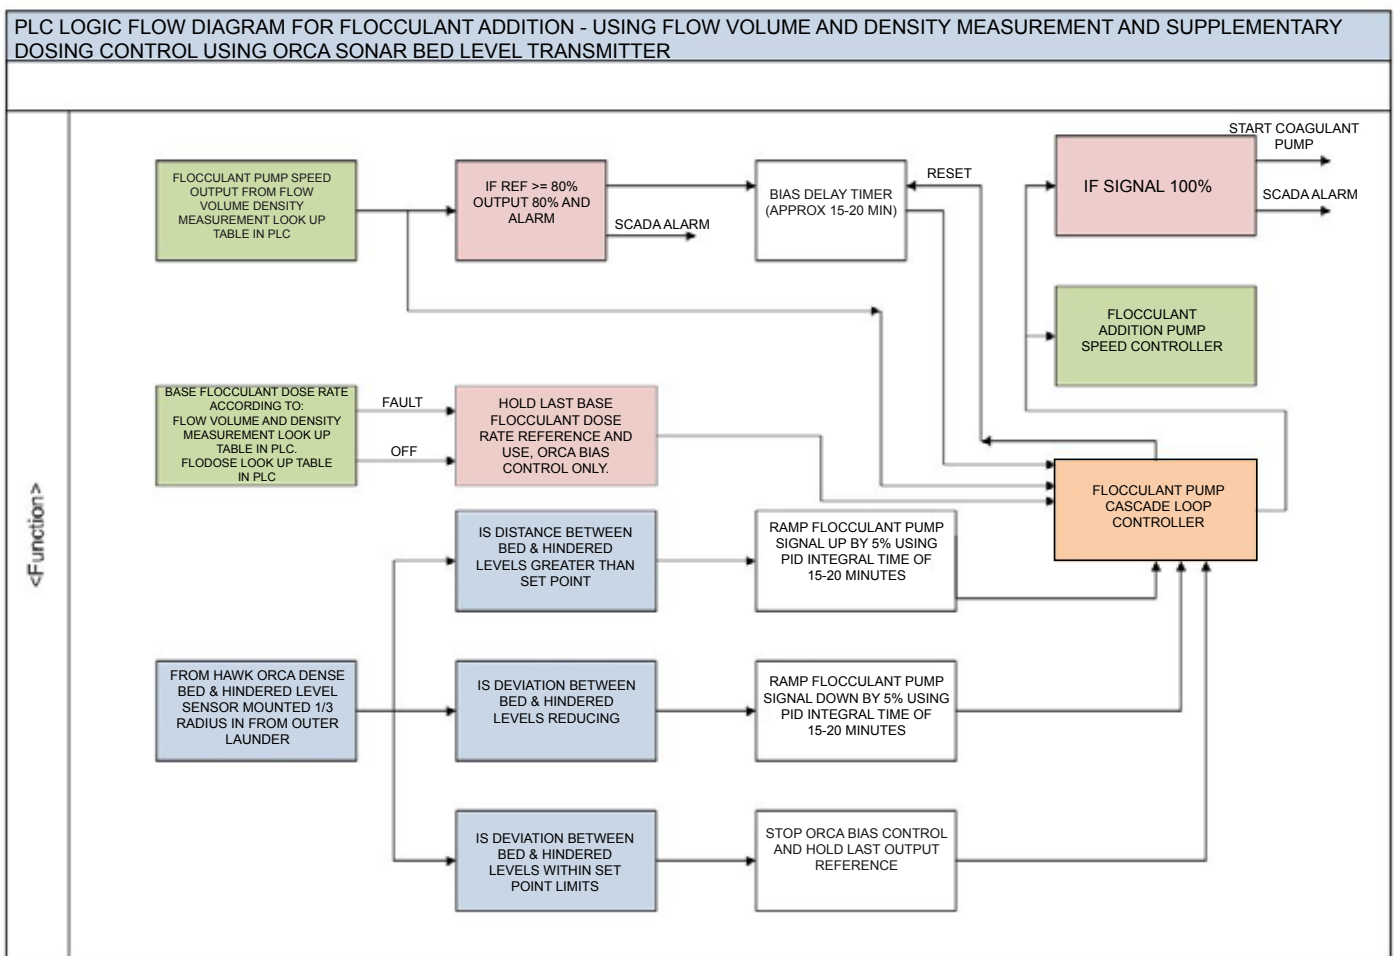 PLC LOGIC FLOW DIAGRAM FOR FLOCCULANT ADDITION - USING FLOW VOLUME AND DENSITY MEASUREMENT AND SUPPLEMENTARY
DOSING CONTROL USING ORCA SONAR BED LEVEL TRANSMITTER
<Function>
FLOCCULANT PUMP SPEED
OUTPUT FROM FLOW
VOLUME DENSITY
MEASUREMENT LOOK UP
TABLE IN PLC
IF REF >= 80%
OUTPUT 80% AND
ALARM
SCADA ALARM
BIAS DELAY TIMER
(APPROX 15-20 MIN)
RESET
IF SIGNAL 100%
START COAGULANT
PUMP
SCADA ALARM
FLOCCULANT
ADDITION PUMP
SPEED CONTROLLER
BASE FLOCCULANT DOSE RATE
ACCORDING TO:
FLOW VOLUME AND DENSITY
MEASUREMENT LOOK UP
TABLE IN PLC.
FLODOSE LOOK UP TABLE
IN PLC
FAULT
OFF
HOLD LAST BASE
FLOCCULANT DOSE
RATE REFERENCE AND
USE, ORCA BIAS
CONTROL ONLY.
FLOCCULANT PUMP
CASCADE LOOP
CONTROLLER
IS DISTANCE BETWEEN
BED & HINDERED
LEVELS GREATER THAN
SET POINT
RAMP FLOCCULANT PUMP
SIGNAL UP BY 5% USING
PID INTEGRAL TIME OF
15-20 MINUTES
FROM HAWK ORCA DENSE
BED & HINDERED LEVEL
SENSOR MOUNTED 1/3
RADIUS IN FROM OUTER
LAUNDER
IS DEVIATION BETWEEN
BED & HINDERED
LEVELS REDUCING
RAMP FLOCCULANT PUMP
SIGNAL DOWN BY 5% USING
PID INTEGRAL TIME OF
15-20 MINUTES
IS DEVIATION BETWEEN
BED & HINDERED
LEVELS WITHIN SET
POINT LIMITS
STOP ORCA BIAS CONTROL
AND HOLD LAST OUTPUT
REFERENCE